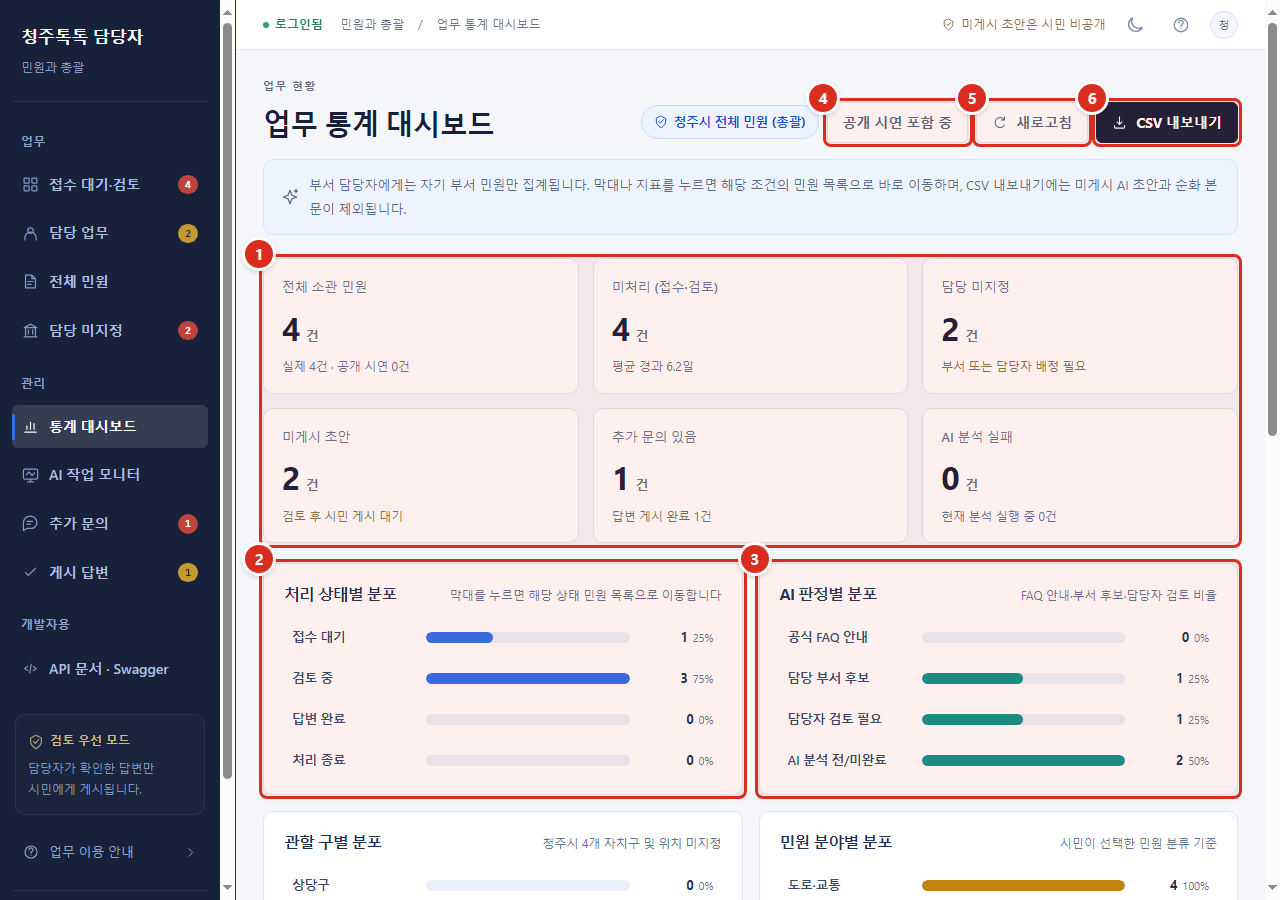 청주톡톡 담당자
민원과 총괄
업무
접수 대기·검토 4
담당 업무 2
전체 민원
담당 미지정 2
관리
통계 대시보드
AI 작업 모니터
추가 문의 1
게시 답변 1
개발자용
API 문서 · Swagger
검토 우선 모드
담당자가 확인한 답변만
시민에게 게시됩니다.
업무 이용 안내
로그인됨 민원과 총괄 / 업무 통계 대시보드
미게시 초안은 시민 비공개 청
업무 현황
업무 통계 대시보드
청주시 전체 민원 (총괄)
4 공개 시연 포함 중
5 새로고침
6 CSV 내보내기
부서 담당자에게는 자기 부서 민원만 집계됩니다. 막대나 지표를 누르면 해당 조건의 민원 목록으로 바로 이동하며, CSV 내보내기에는 미게시 AI 초안과 순화 본
문이 제외됩니다.
1
전체 소관 민원
4 건
실제 4건 · 공개 시연 0건
미처리 (접수·검토)
4 건
평균 경과 6.2일
담당 미지정
2 건
부서 또는 담당자 배정 필요
미게시 초안
2 건
검토 후 시민 게시 대기
추가 문의 있음
1 건
답변 게시 완료 1건
AI 분석 실패
0 건
현재 분석 실행 중 0건
2
처리 상태별 분포 막대를 누르면 해당 상태 민원 목록으로 이동합니다
접수 대기 1 25%
검토 중 3 75%
답변 완료 0 0%
처리 종료 0 0%
3
AI 판정별 분포 FAQ 안내·부서 후보·담당자 검토 비율
공식 FAQ 안내 0 0%
담당 부서 후보 1 25%
담당자 검토 필요 1 25%
AI 분석 전/미완료 2 50%
관할 구별 분포 청주시 4개 자치구 및 위치 미지정
상당구 0 0%
민원 분야별 분포 시민이 선택한 민원 분류 기준
도로·교통 4 100%